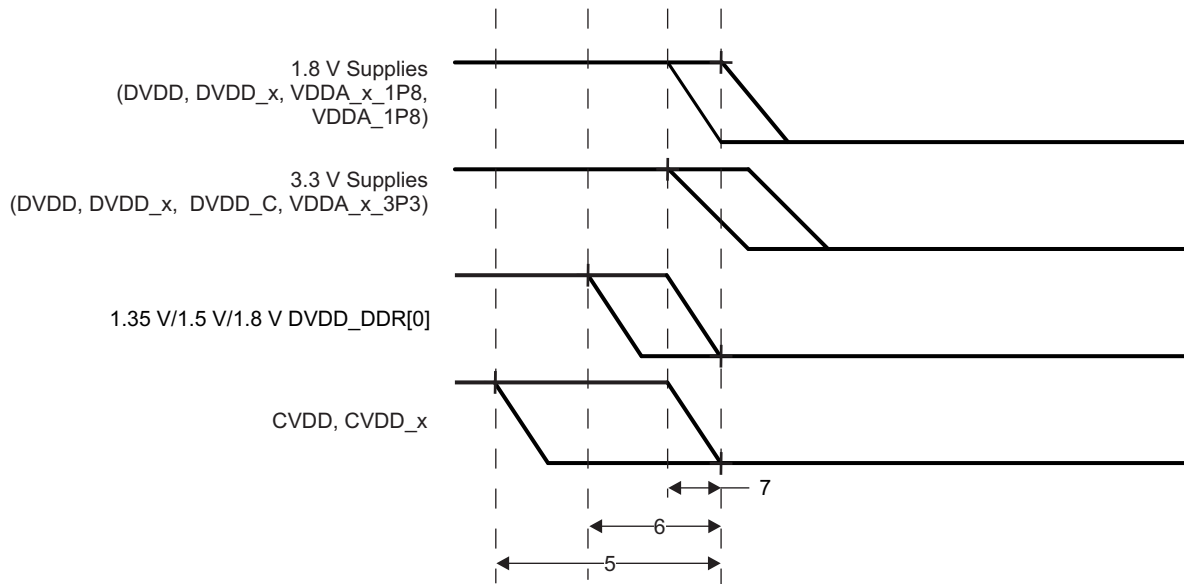 1.8 V Supplies
(DVDD, DVDD_x, VDDA_x_1P8,
VDDA_1P8)
3.3 V Supplies
(DVDD, DVDD_x, DVDD_C, VDDA_x_3P3)
1.35 V/1.5 V/1.8 V DVDD_DDR[0]
CVDD, CVDD_x
7
6
5